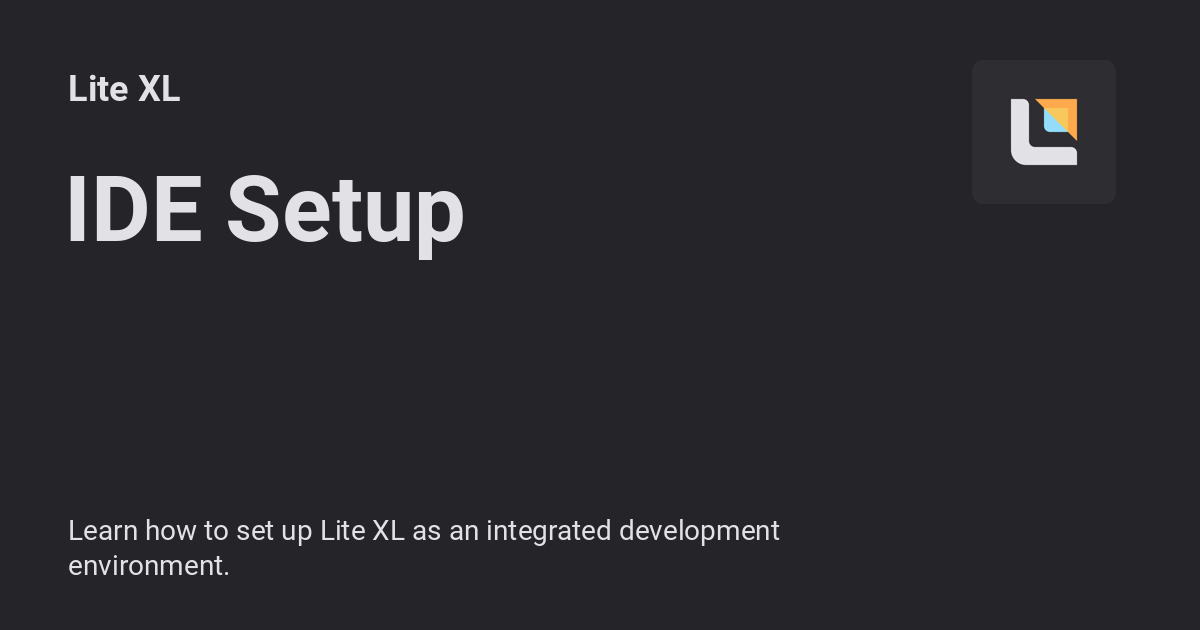 Lite XL
IDE Setup
Learn how to set up Lite XL as an integrated development
environment.